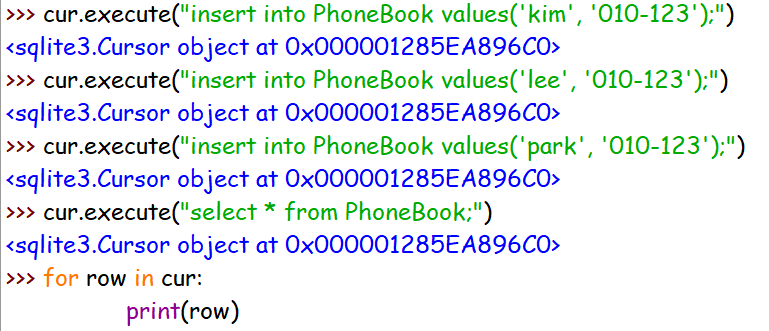 >>> cur.execute("insert into PhoneBook values('kim', '010-123');")
<sqlite3.Cursor object at 0x000001285EA896C0>
>>> cur.execute("insert into PhoneBook values('lee', '010-123');")
<sqlite3.Cursor object at 0x000001285EA896C0>
>>> cur.execute("insert into PhoneBook values('park', '010-123');")
<sqlite3.Cursor object at 0x000001285EA896C0>
>>> cur.execute("select * from PhoneBook;")
<sqlite3.Cursor object at 0x000001285EA896C0>
>>> for row in cur:
        print(row)